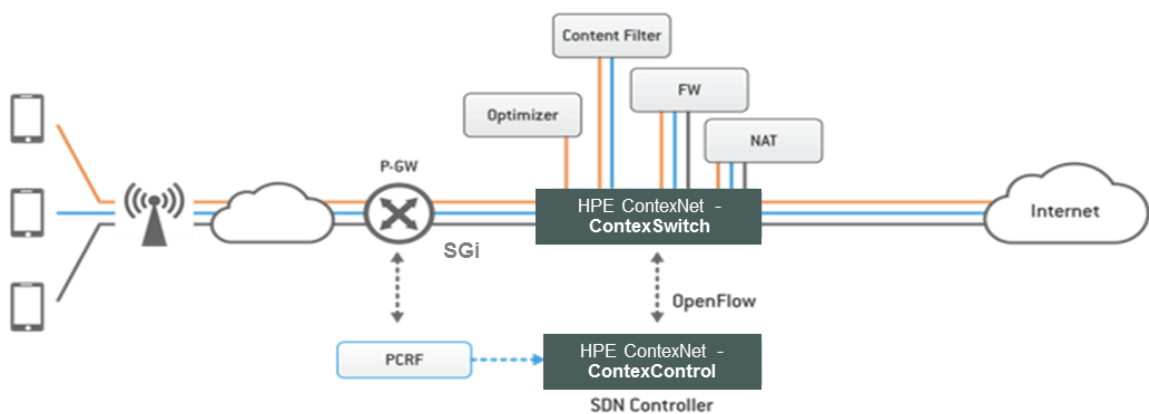 Content Filter
FW
Optimizer
NAT
P-GW
HPE ContexNet -
ContexSwitch
Internet
SGi
OpenFlow
PCRF
HPE ContexNet -
ContexControl
SDN Controller